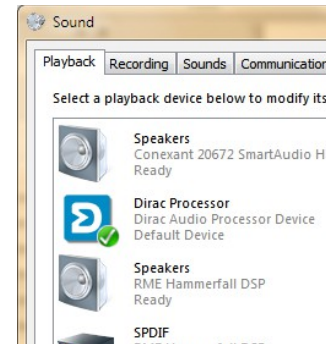 Sound
Playback Recording Sounds Communication
Select a playback device below to modify its
Speakers
Conexant 20672 SmartAudio H
Ready
Dirac Processor
Dirac Audio Processor Device
Default Device
Speakers
RME Hammerfall DSP
Ready
SPDIF